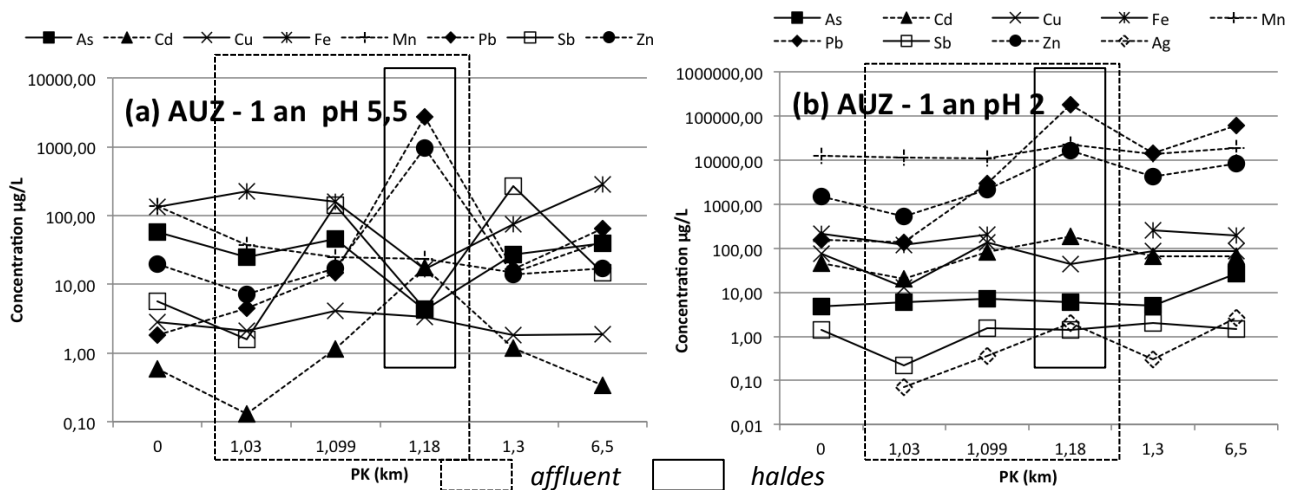 As Cd Cu Fe Mn Pb Sb Zn
10000,00
1000,00
100,00
10,00
1,00
0,10
Concentration µg/L
(a) AUZ - 1 an pH 5,5
0 1,03 1,099 1,18 1,3 6,5
PK (km)
As Cd Cu Fe Mn
Pb Sb Zn Ag
1000000,00
100000,00
10000,00
1000,00
100,00
10,00
1,00
0,10
0,01
Concentration µg/L
(b) AUZ - 1 an pH 2
0 1,03 1,099 1,18 1,3 6,5
PK (km)
affluent haldes